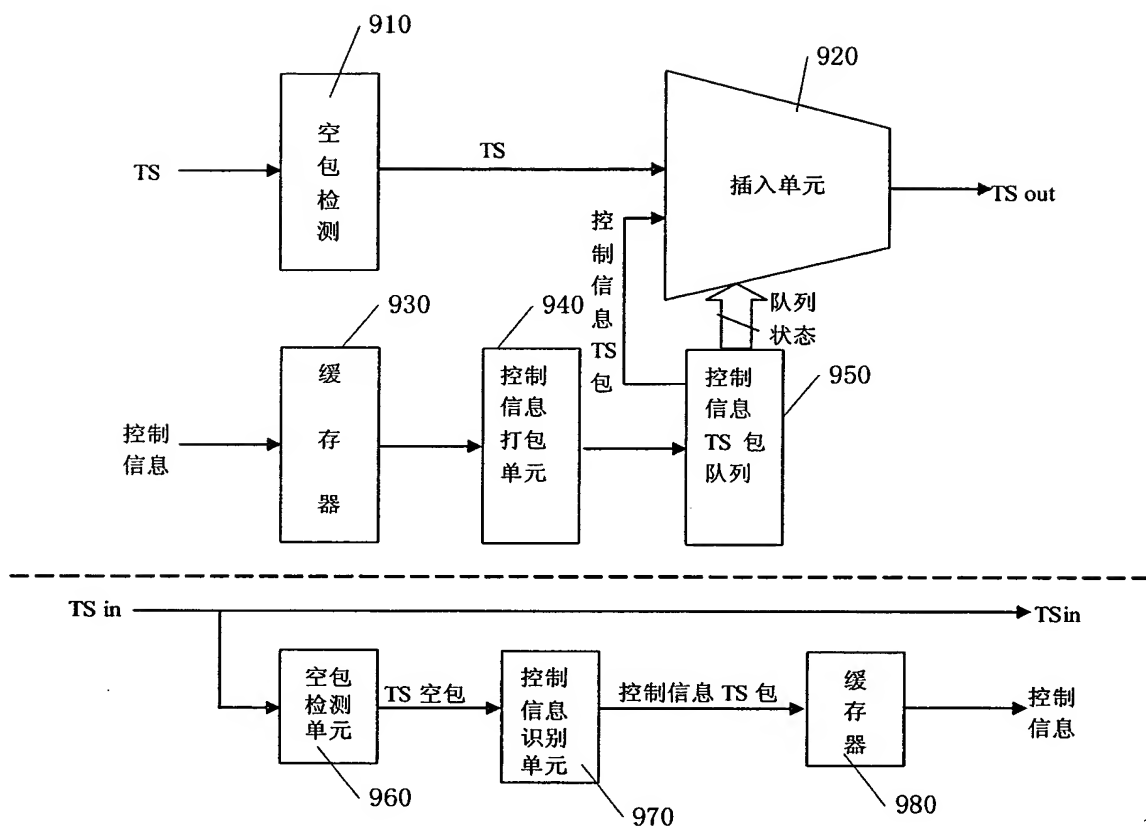 910
920
空
包
检
测
TS
TS
插入单元
TS out
控
制
信
息
TS
包
队列
状态
930
940
950
缓
存
器
控制
信息
打包
单元
控制
信息
TS 包
队列
控制
信息
TS in
TSin
空包
检测
单元
TS 空包
控制
信息
识别
单元
控制信息 TS 包
缓
存
器
控制
信息
960
970
980